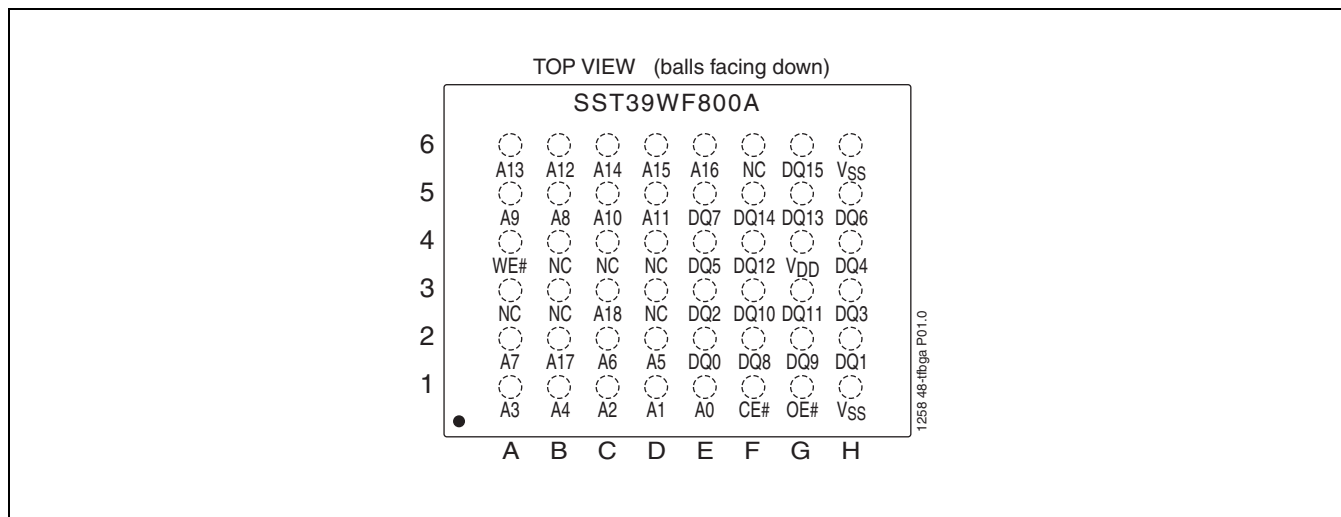 TOP VIEW (balls facing down)
SST39WF800A
6
A13 A12 A14 A15 A16 NC DQ15 VSS
5
A9 A8 A10 A11 DQ7 DQ14 DQ13 DQ6
4
WE# NC NC NC DQ5 DQ12 VDD DQ4
3
NC NC A18 NC DQ2 DQ10 DQ11 DQ3
2
A7 A17 A6 A5 DQ0 DQ8 DQ9 DQ1
1
A3 A4 A2 A1 A0 CE# OE# VSS
A B C D E F G H
1258 48-tfbga P01.0